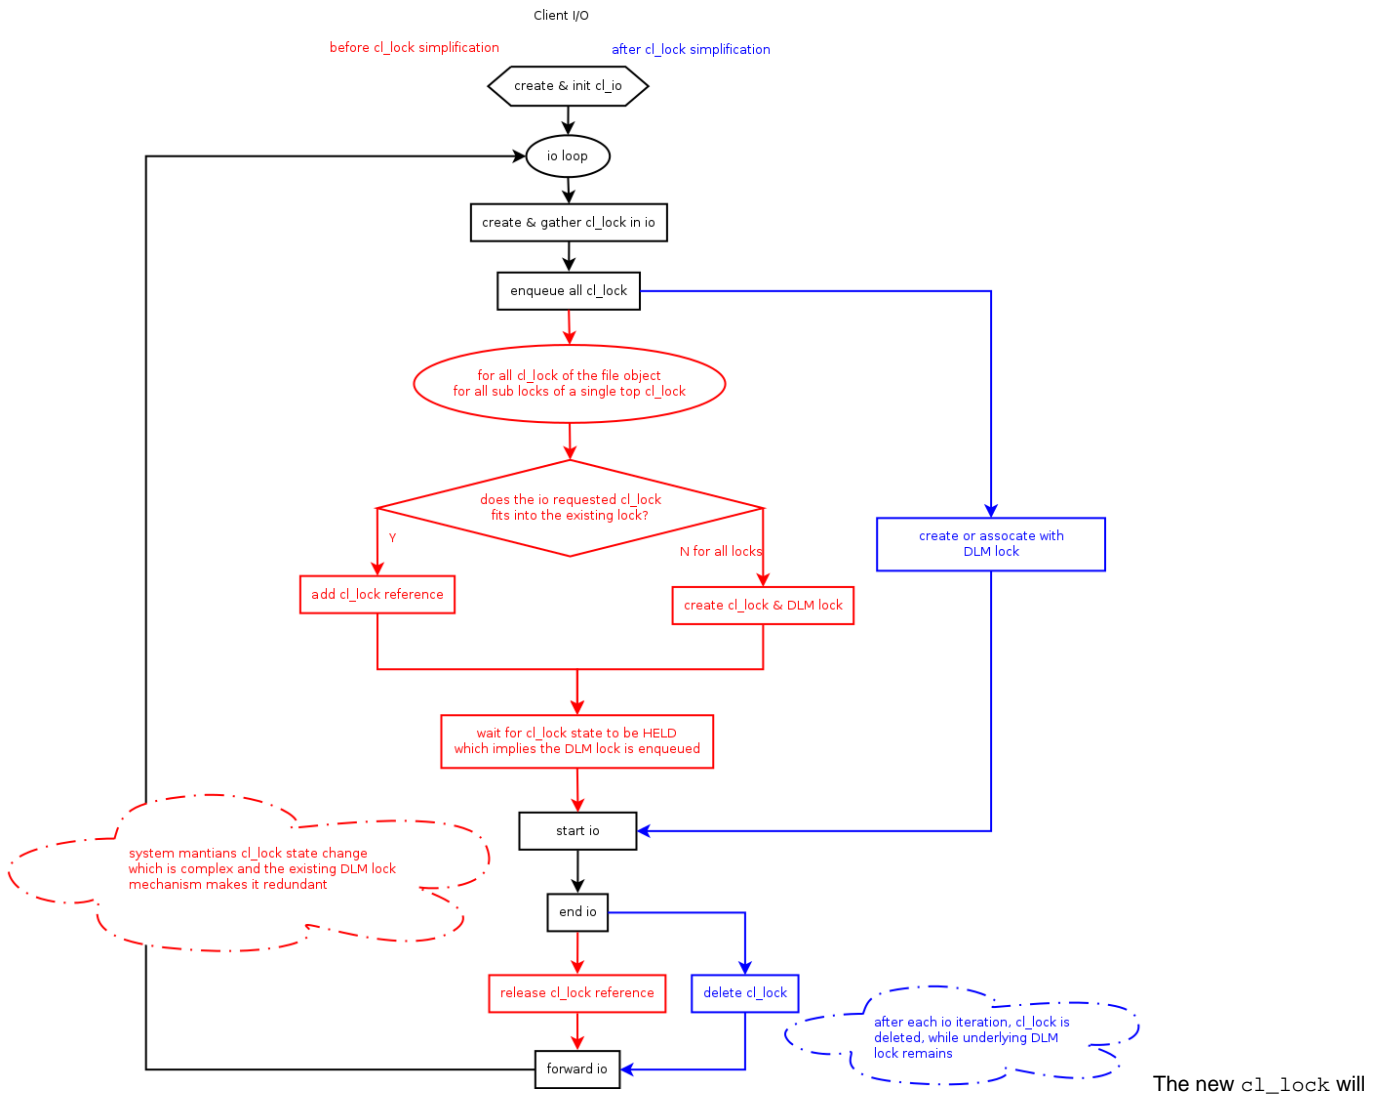 Client I/O
before cl_lock simplification
after cl_lock simplification
create & init cl_io
io loop
create & gather cl_lock in io
enqueue all cl_lock
for all cl_lock of the file object
for all sub locks of a single top cl_lock
does the io requested cl_lock
fits into the existing lock?
Y
N for all locks
create or assocate with
DLM lock
add cl_lock reference
create cl_lock & DLM lock
wait for cl_lock state to be HELD
which implies the DLM lock is enqueued
start io
system mantians cl_lock state change
which is complex and the existing DLM lock
mechanism makes it redundant
end io
release cl_lock reference
delete cl_lock
after each io iteration, cl_lock is
deleted, while underlying DLM
lock remains
forward io
The new cl_lock will